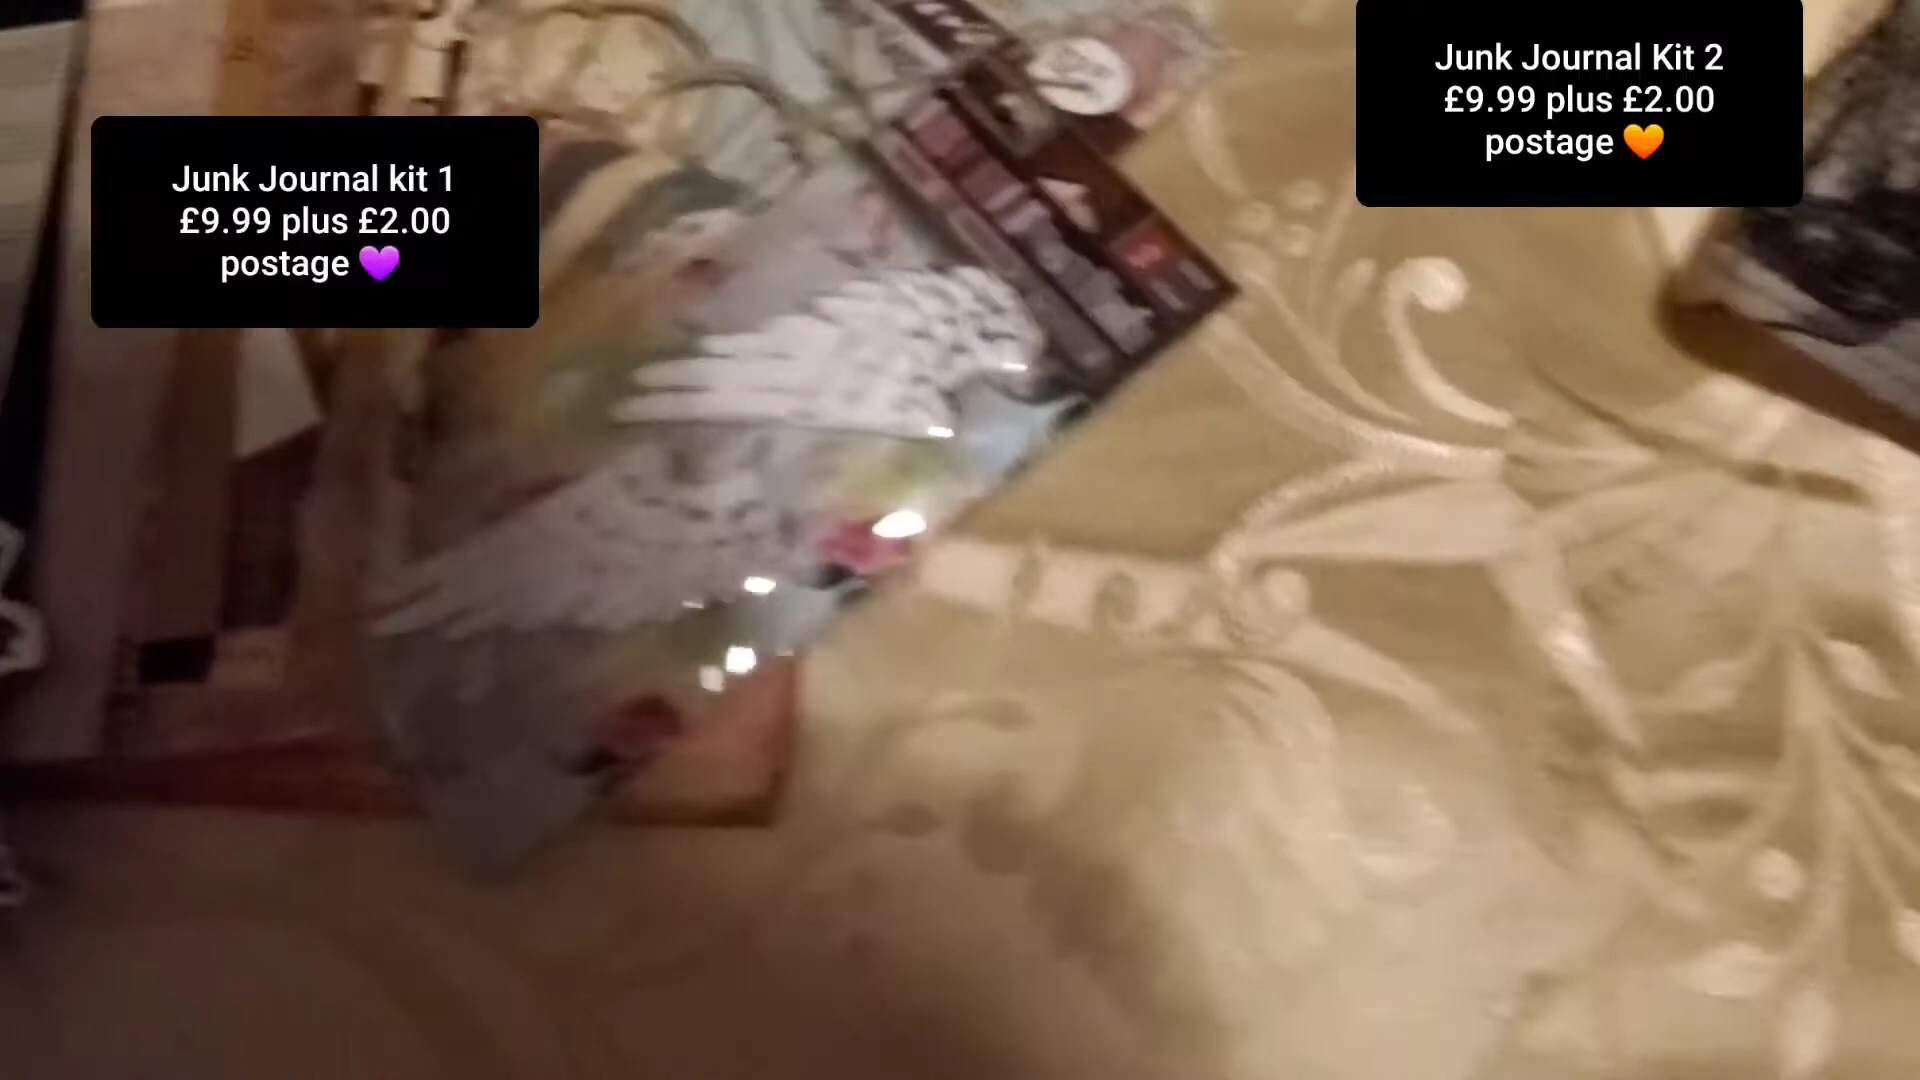 Junk Journal kit 1
£9.99 plus £2.00
postage 💜
Junk Journal Kit 2
£9.99 plus £2.00
postage 🧡